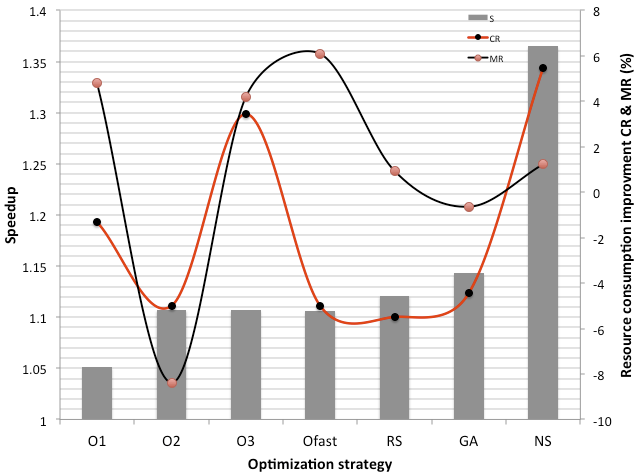 1.4
1.35
1.3
1.25
1.2
1.15
1.1
1.05
1
Speedup
S
CR
MR
8
6
4
2
0
-2
-4
-6
-8
-10
Resource consumption improvment CR & MR (%)
O1 O2 O3 Ofast RS GA NS
Optimization strategy